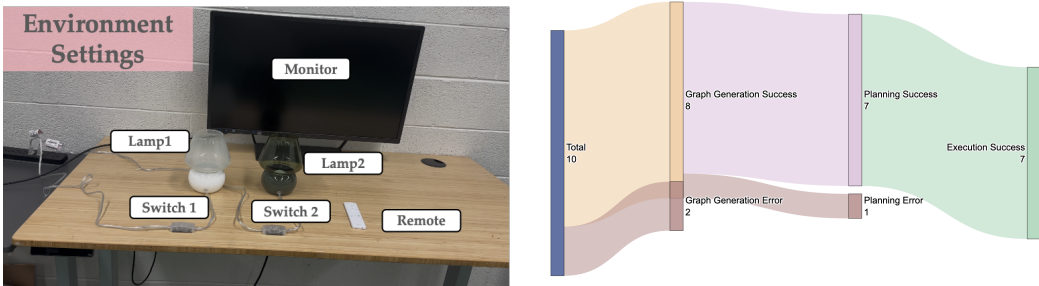 Environment
Settings
Monitor
Lamp1
Lamp2
Switch 1
Switch 2
Remote
Total
10
Graph Generation Success
8
Graph Generation Error
2
Planning Success
7
Planning Error
1
Execution Success
7